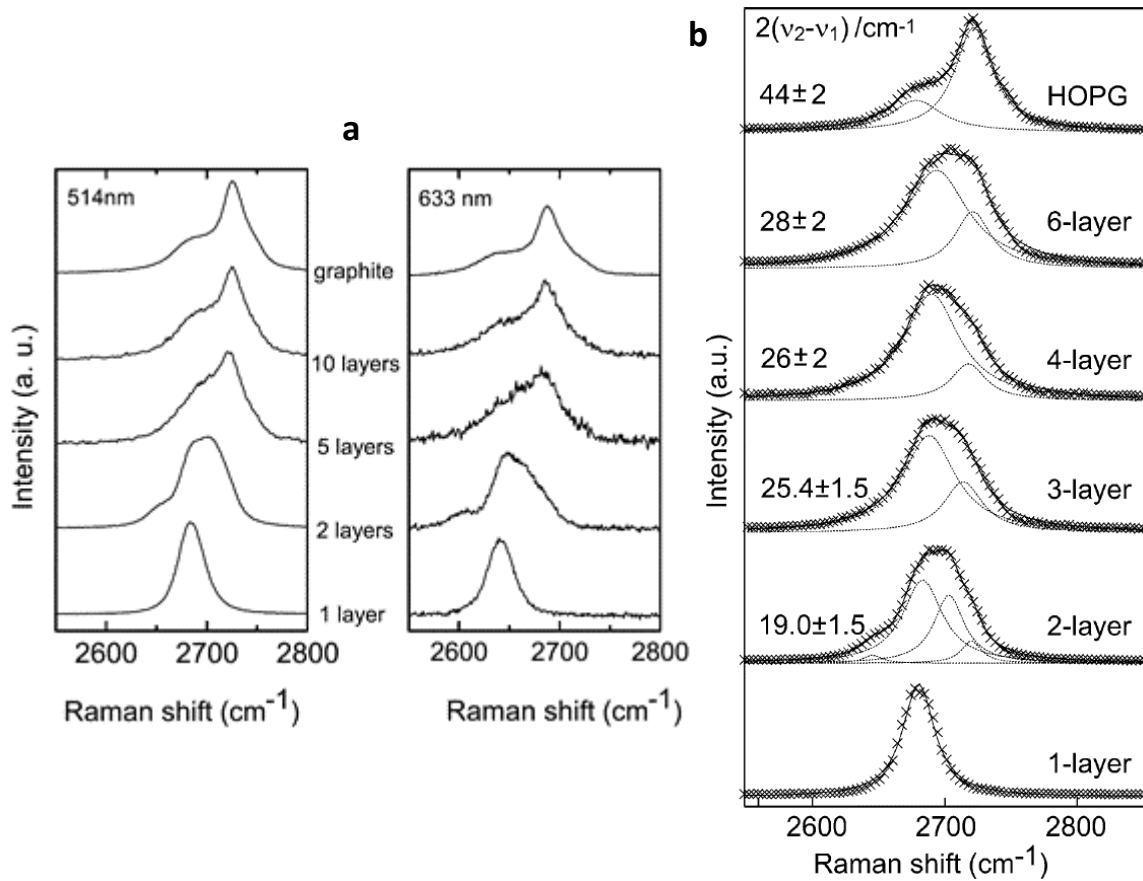 a
514nm
graphite
10 layers
5 layers
2 layers
1 layer
2600 2700 2800
Raman shift (cm-1)
Intensity (a. u.)
633 nm
2600 2700 2800
Raman shift (cm-1)
b
2(ν2-ν1) /cm-1
44±2 HOPG
28±2 6-layer
26±2 4-layer
25.4±1.5 3-layer
19.0±1.5 2-layer
1-layer
2600 2700 2800
Raman shift (cm-1)
Intensity (a.u.)